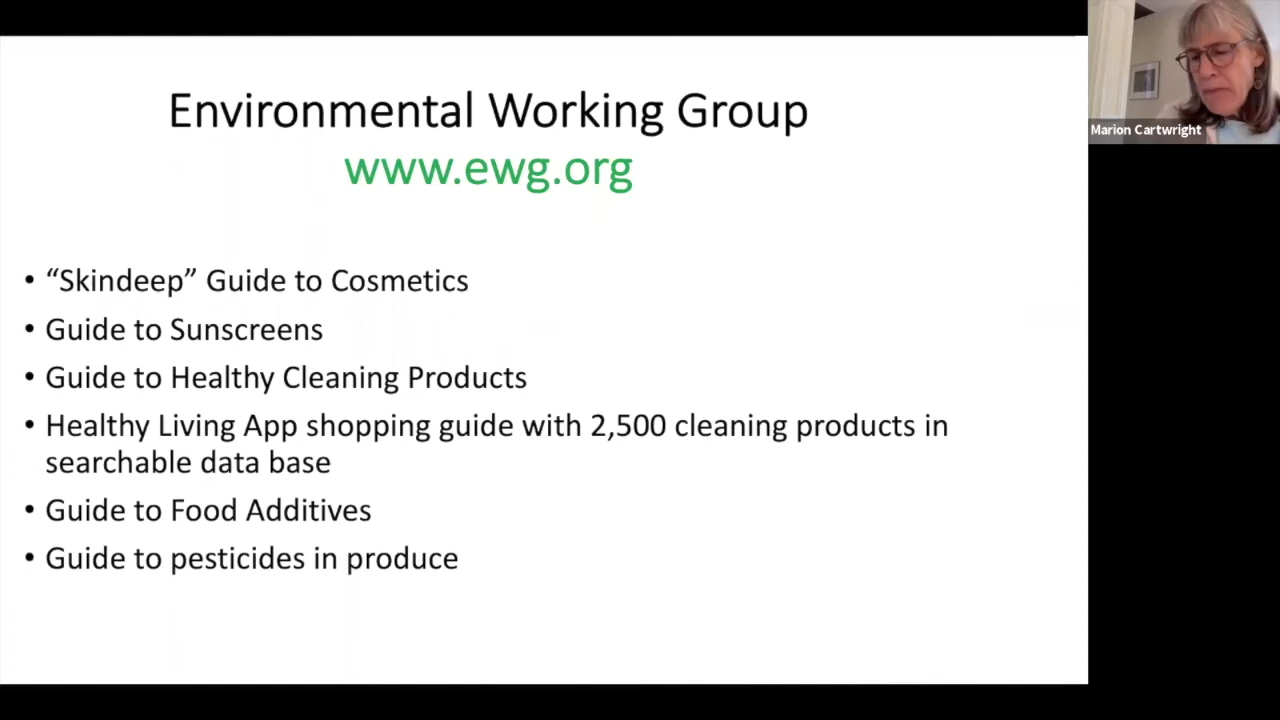 Environmental Working Group
www.ewg.org
• “Skindeep” Guide to Cosmetics
• Guide to Sunscreens
• Guide to Healthy Cleaning Products
• Healthy Living App shopping guide with 2,500 cleaning products in
searchable data base
• Guide to Food Additives
• Guide to pesticides in produce
Marion Cartwright